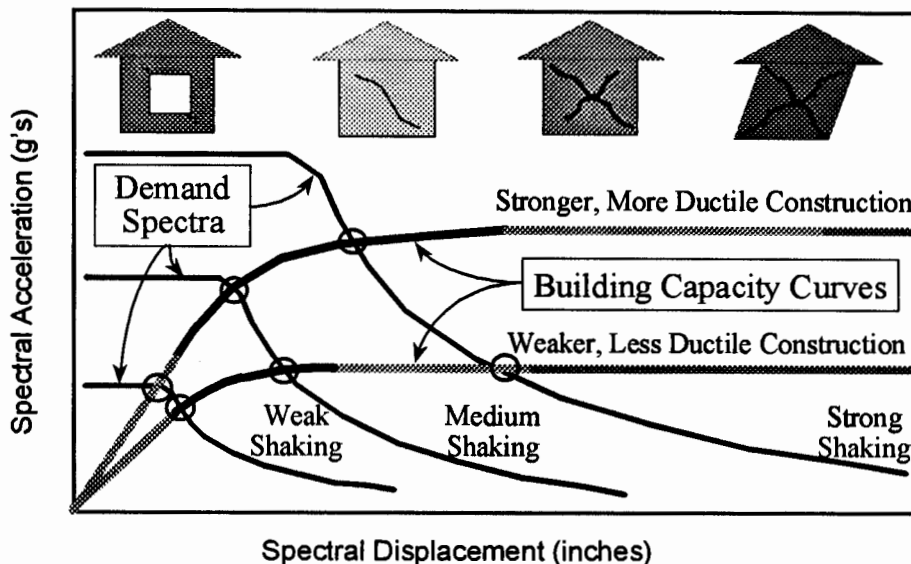 Spectral Acceleration (g's)
Demand
Spectra
Stronger, More Ductile Construction
Building Capacity Curves
Weaker, Less Ductile Construction
Weak
Shaking
Medium
Shaking
Strong
Shaking
Spectral Displacement (inches)